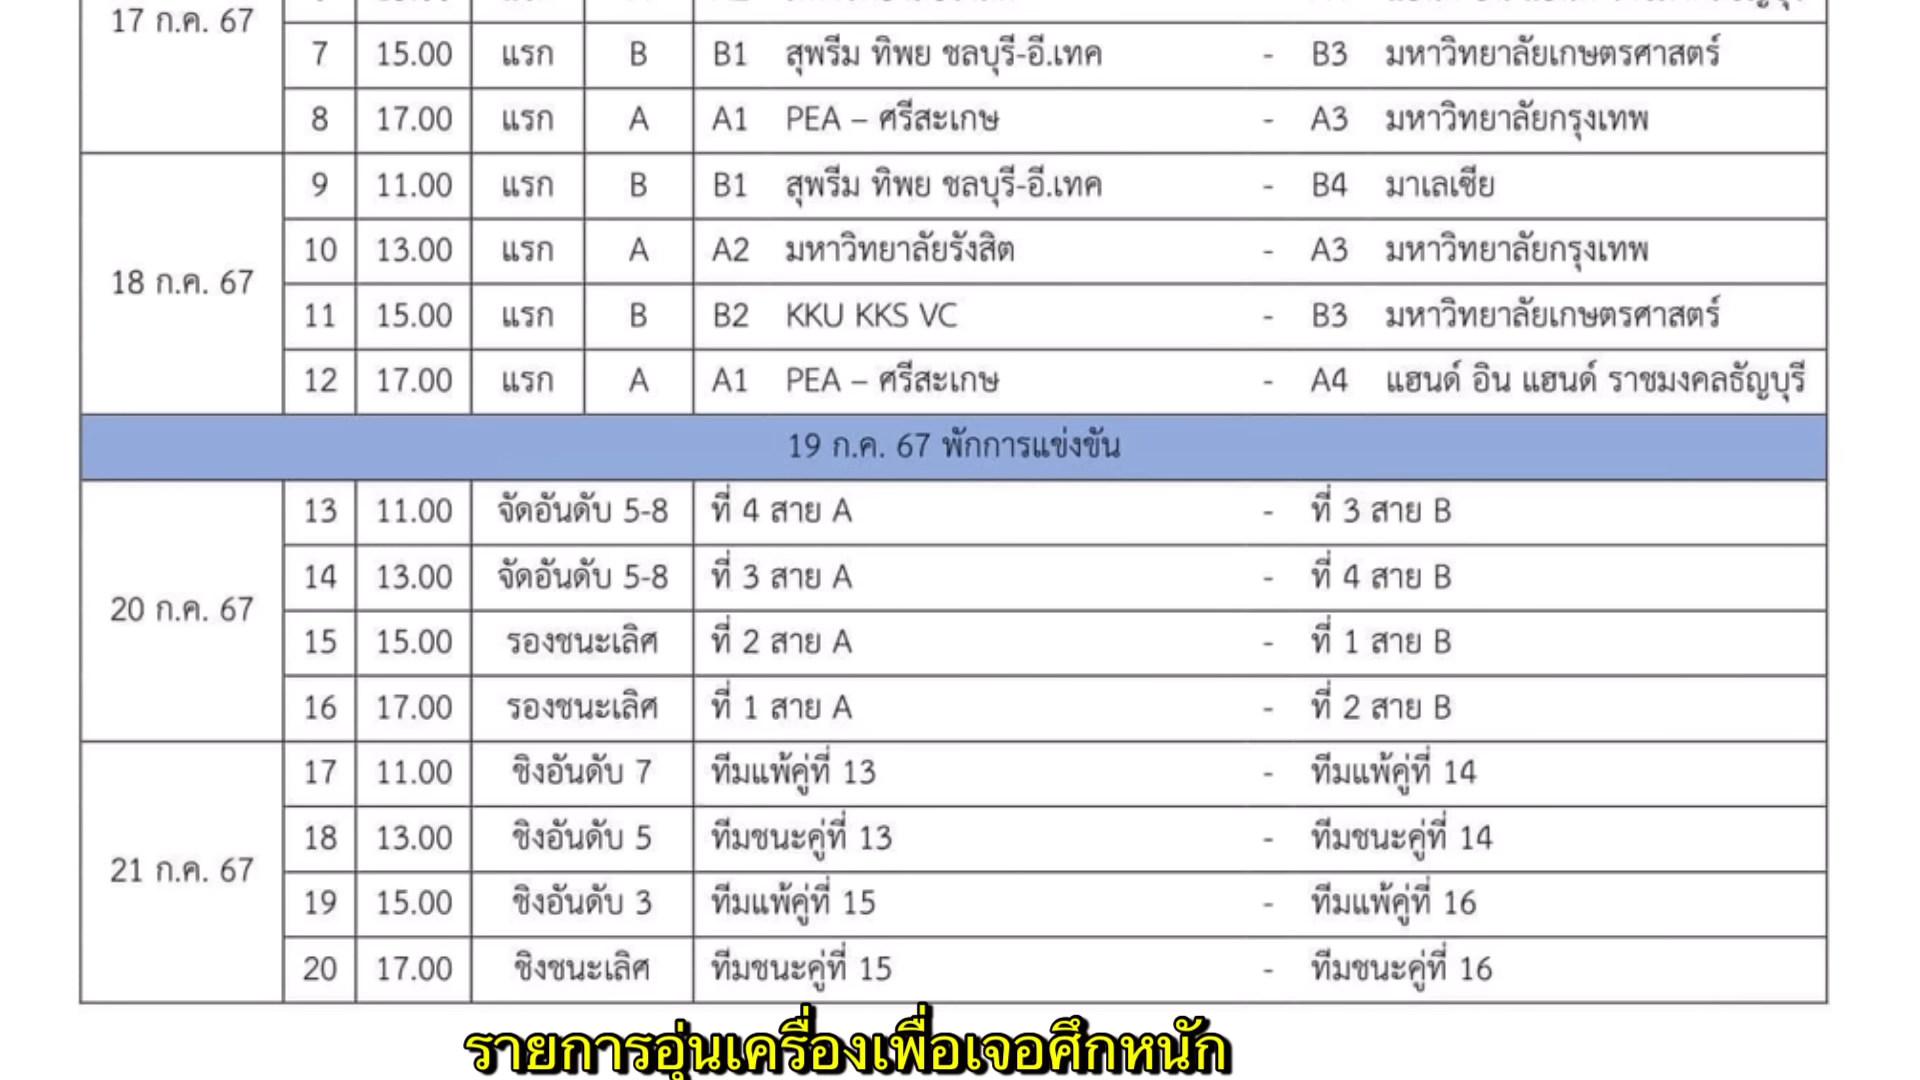 17 ก.ค. 67
7 15.00 แรก B B1 สุพรีม ทิพย ชลบุรี-อี.เทค - B3 มหาวิทยาลัยเกษตรศาสตร์
8 17.00 แรก A A1 PEA – ศรีสะเกษ - A3 มหาวิทยาลัยกรุงเทพ
18 ก.ค. 67
9 11.00 แรก B B1 สุพรีม ทิพย ชลบุรี-อี.เทค - B4 มาเลเซีย
10 13.00 แรก A A2 มหาวิทยาลัยรังสิต - A3 มหาวิทยาลัยกรุงเทพ
11 15.00 แรก B B2 KKU KKS VC - B3 มหาวิทยาลัยเกษตรศาสตร์
12 17.00 แรก A A1 PEA – ศรีสะเกษ - A4 แฮนด์ อิน แฮนด์ ราชมงคลธัญบุรี
19 ก.ค. 67 พักการแข่งขัน
20 ก.ค. 67
13 11.00 จัดอันดับ 5-8 ที่ 4 สาย A - ที่ 3 สาย B
14 13.00 จัดอันดับ 5-8 ที่ 3 สาย A - ที่ 4 สาย B
15 15.00 รองชนะเลิศ ที่ 2 สาย A - ที่ 1 สาย B
16 17.00 รองชนะเลิศ ที่ 1 สาย A - ที่ 2 สาย B
21 ก.ค. 67
17 11.00 ชิงอันดับ 7 ทีมแพ้คู่ที่ 13 - ทีมแพ้คู่ที่ 14
18 13.00 ชิงอันดับ 5 ทีมชนะคู่ที่ 13 - ทีมชนะคู่ที่ 14
19 15.00 ชิงอันดับ 3 ทีมแพ้คู่ที่ 15 - ทีมแพ้คู่ที่ 16
20 17.00 ชิงชนะเลิศ ทีมชนะคู่ที่ 15 - ทีมชนะคู่ที่ 16
รายการอุ่นเครื่องเพื่อเจอศึกหนัก